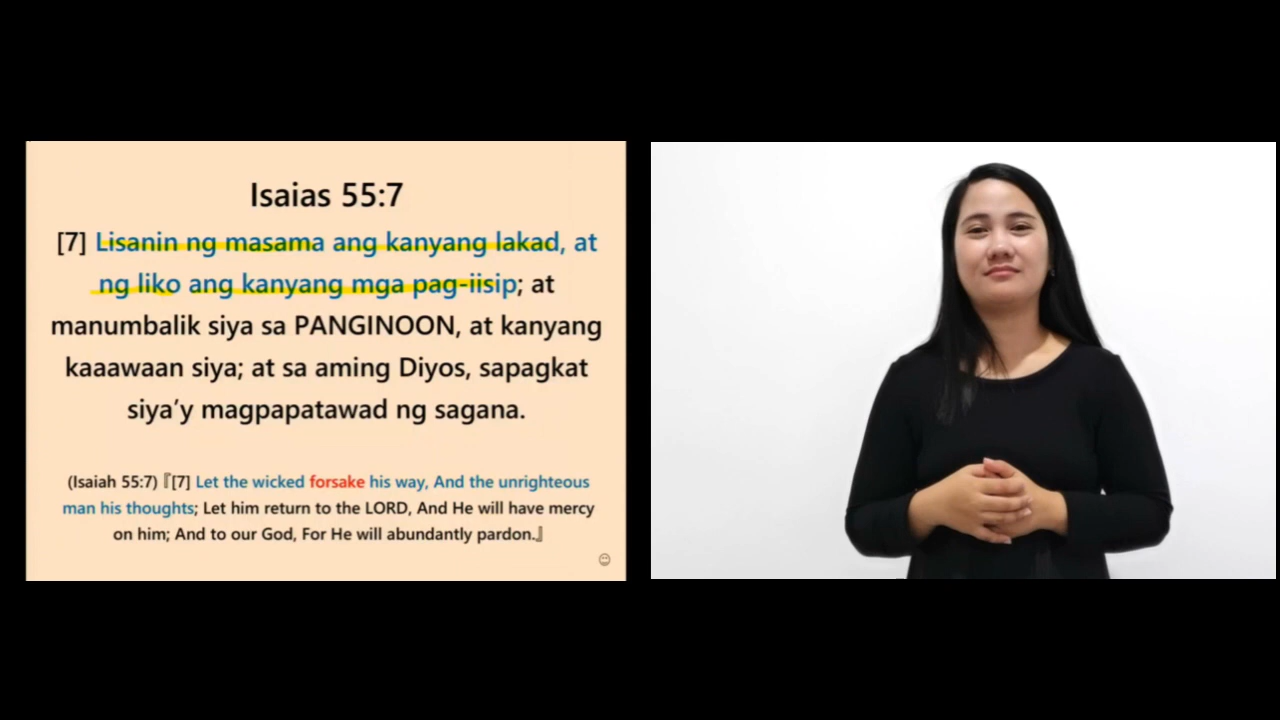 Isaias 55:7
[7] Lisanin ng masama ang kanyang lakad, at
ng liko ang kanyang mga pag-iisip; at
manumbalik siya sa PANGINOON, at kanyang
kaaawaan siya; at sa aming Diyos, sapagkat
siya’y magpapatawad ng sagana.
(Isaiah 55:7) 『[7] Let the wicked forsake his way, And the unrighteous
man his thoughts; Let him return to the LORD, And He will have mercy
on him; And to our God, For He will abundantly pardon.』